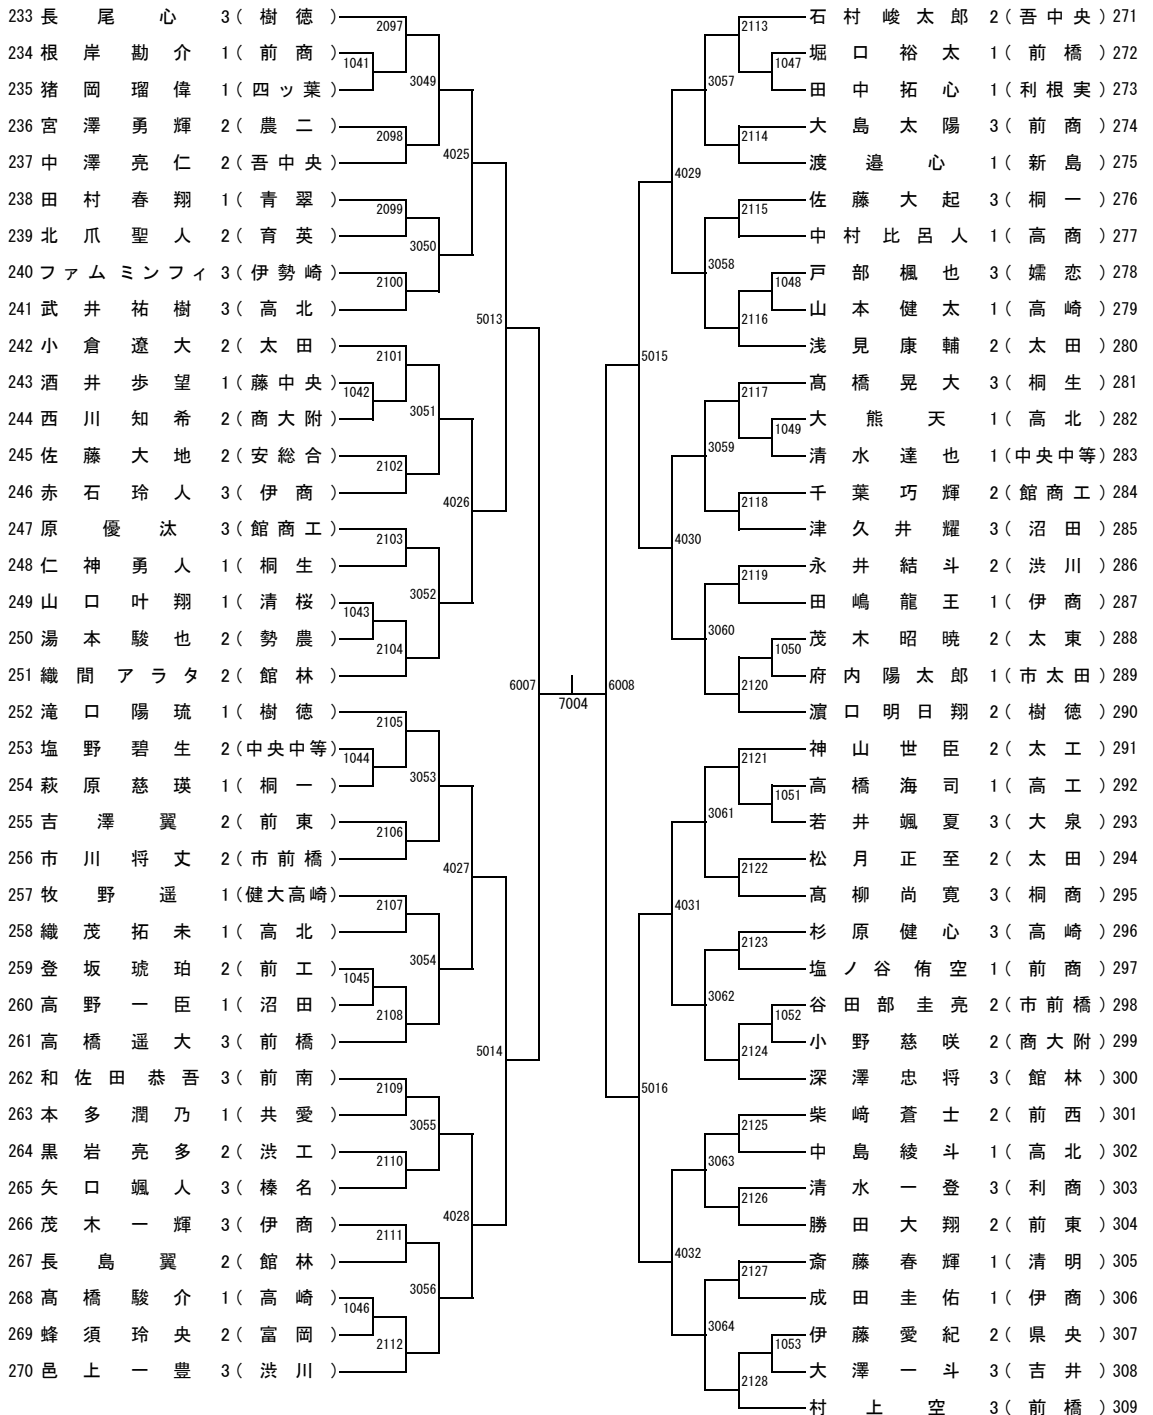 233 長尾心 3(樹徳)
234 根岸勘介 1(前商)
235 猪岡瑠偉 1(四ッ葉)
236 宮澤勇輝 2(農二)
237 中澤亮仁 2(吾中央)
238 田村春翔 1(青翠)
239 北爪聖人 2(育英)
240 ファムミンフィ 3(伊勢崎)
241 武井祐樹 3(高北)
242 小倉遼大 2(太田)
243 酒井歩望 1(藤中央)
244 西川知希 2(商大附)
245 佐藤大地 2(安総合)
246 赤石玲人 3(伊商)
247 原優汰 3(館商工)
248 仁神勇人 1(桐生)
249 山口叶翔 1(清桜)
250 湯本駿也 2(勢農)
251 織間アラタ 2(館林)
252 滝口陽琉 1(樹徳)
253 塩野碧生 2(中央中等)
254 萩原慈瑛 1(桐一)
255 吉澤翼 2(前東)
256 市川将丈 2(市前橋)
257 牧野遥 1(健大高崎)
258 織茂拓未 1(高北)
259 登坂琥珀 2(前工)
260 高野一臣 1(沼田)
261 高橋遥大 3(前橋)
262 和佐田恭吾 3(前南)
263 本多潤乃 1(共愛)
264 黒岩亮多 2(渋工)
265 矢口颯人 3(榛名)
266 茂木一輝 3(伊商)
267 長島翼 2(館林)
268 髙橋駿介 1(高崎)
269 蜂須玲央 2(富岡)
270 邑上一豊 3(渋川)
1041
1042
1043
1044
1045
1046
2097
2098
2099
2100
2101
2102
2103
2104
2105
2106
2107
2108
2109
2110
2111
2112
3049
3050
3051
3052
3053
3054
3055
3056
4025
4026
4027
4028
5013
5014
6007
7004
6008
5015
5016
4029
4030
4031
4032
3057
3058
3059
3060
3061
3062
3063
3064
2113
2114
2115
2116
2117
2118
2119
2120
2121
2122
2123
2124
2125
2126
2127
2128
1047
1048
1049
1050
1051
1052
1053
石村峻太郎 2(吾中央) 271
堀口裕太 1(前橋) 272
田中拓心 1(利根実) 273
大島太陽 3(前商) 274
渡邉心 1(新島) 275
佐藤大起 3(桐一) 276
中村比呂人 1(高商) 277
戸部楓也 3(嬬恋) 278
山本健太 1(高崎) 279
浅見康輔 2(太田) 280
髙橋晃大 3(桐生) 281
大熊天 1(高北) 282
清水達也 1(中央中等) 283
千葉巧輝 2(館商工) 284
津久井耀 3(沼田) 285
永井結斗 2(渋川) 286
田嶋龍王 1(伊商) 287
茂木昭暁 2(太東) 288
府内陽太郎 1(市太田) 289
濵口明日翔 2(樹徳) 290
神山世臣 2(太工) 291
高橋海司 1(高工) 292
若井颯夏 3(大泉) 293
松月正至 2(太田) 294
髙柳尚寛 3(桐商) 295
杉原健心 3(高崎) 296
塩ノ谷侑空 1(前商) 297
谷田部圭亮 2(市前橋) 298
小野慈咲 2(商大附) 299
深澤忠将 3(館林) 300
柴﨑蒼士 2(前西) 301
中島綾斗 1(高北) 302
清水一登 3(利商) 303
勝田大翔 2(前東) 304
斎藤春輝 1(清明) 305
成田圭佑 1(伊商) 306
伊藤愛紀 2(県央) 307
大澤一斗 3(吉井) 308
村上空 3(前橋) 309